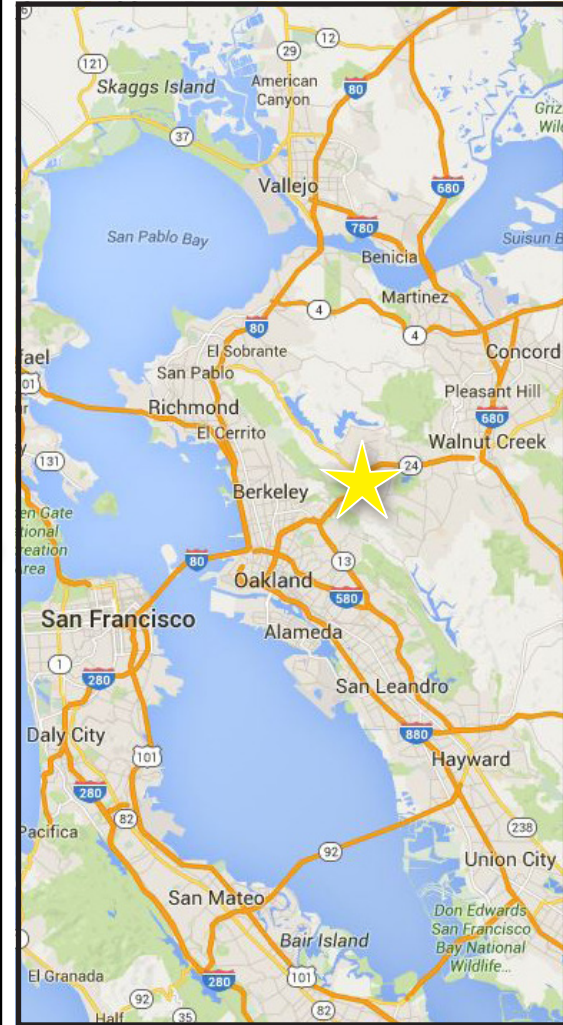 12
29
121
Skaggs Island
American
Canyon
80
37
Vallejo
680
780
San Pablo Bay
Suisun B
Benicia
Martinez
4
80
4
El Sobrante
Concord
San Pablo
Pleasant Hill
Richmond
680
El Cerrito
Walnut Creek
131
24
Berkeley
80
13
Oakland
580
San Francisco
Alameda
1
280
San Leandro
Daly City
880
101
Hayward
280
82
Pacifica
238
92
Union City
San Mateo
Don Edwards
San Francisco
Bay National
Wildlife...
Bair Island
El Granada
280
101
92
82
Half
35